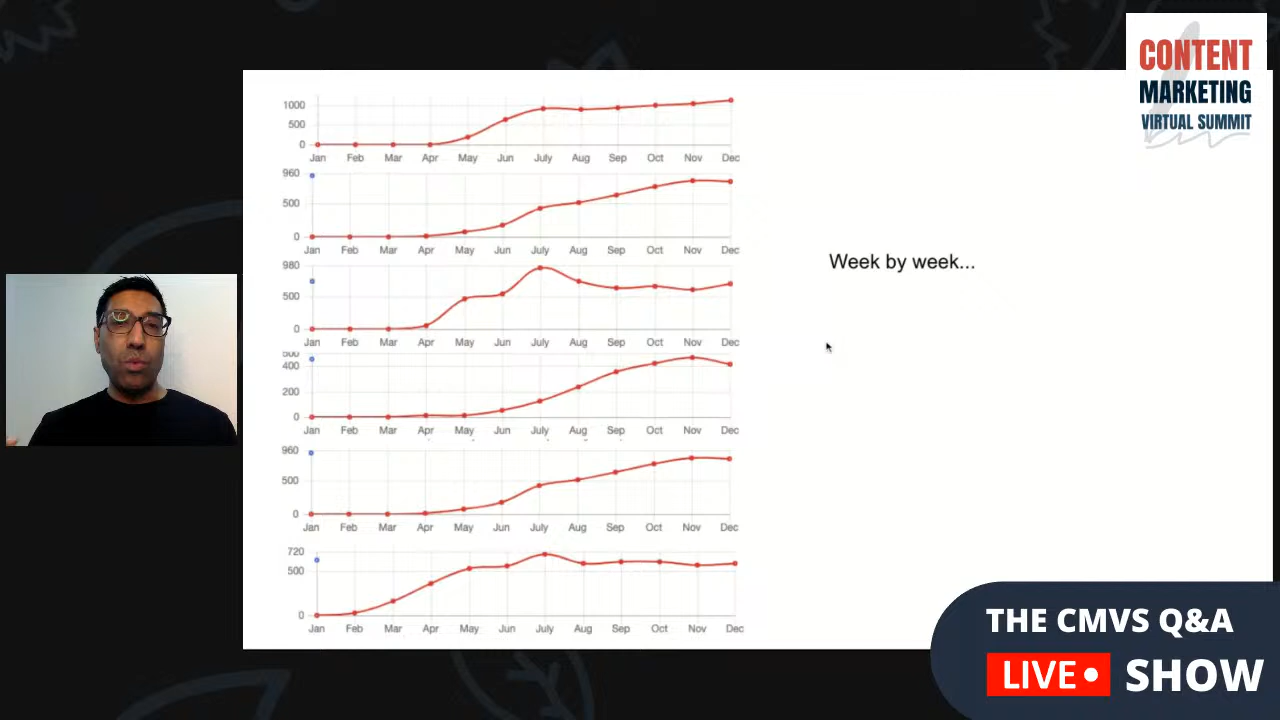 CONTENT
MARKETING
VIRTUAL SUMMIT
1000
500
0
Jan Feb Mar Apr May Jun July Aug Sep Oct Nov Dec
960
500
0
Jan Feb Mar Apr May Jun July Aug Sep Oct Nov Dec
Week by week...
980
500
0
Jan Feb Mar Apr May Jun July Aug Sep Oct Nov Dec
500
400
200
0
Jan Feb Mar Apr May Jun July Aug Sep Oct Nov Dec
960
500
0
Jan Feb Mar Apr May Jun July Aug Sep Oct Nov Dec
720
500
0
Jan Feb Mar Apr May Jun July Aug Sep Oct Nov Dec
THE CMVS Q&A
LIVE SHOW